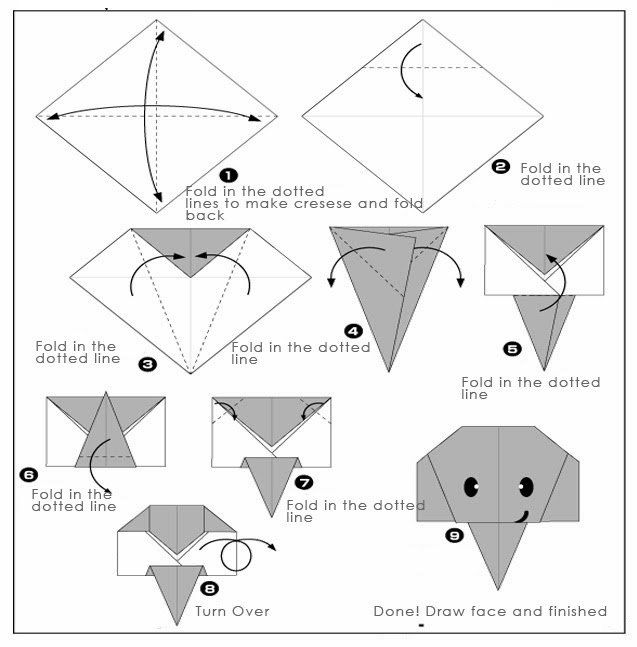 1
Fold in the dotted
lines to make cresese and fold
back
2
Fold in the
dotted line
3
Fold in the
dotted line
Fold in the dotted
line
4
5
Fold in the dotted
line
6
Fold in the
dotted line
7
Fold in the dotted
line
8
Turn Over
9
Done! Draw face and finished